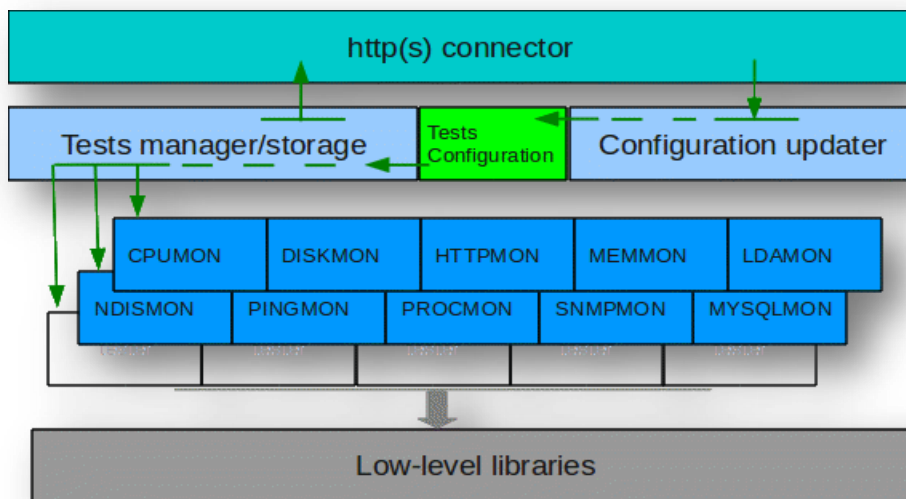 http(s) connector
Tests manager/storage
Tests
Configuration
Configuration updater
CPUMON
DISKMON
HTTPMON
MEMMON
LDAMON
NDISMON
PINGMON
PROCMON
SNMPMON
MYSQLMON
Low-level libraries